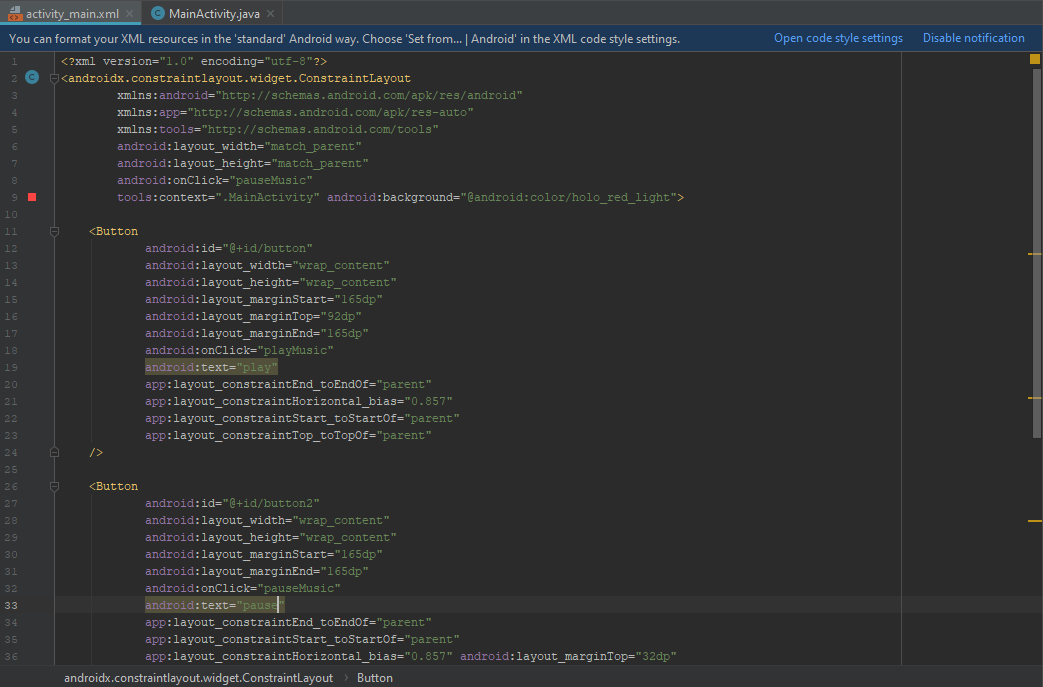 activity_main.xml × MainActivity.java ×
You can format your XML resources in the 'standard' Android way. Choose 'Set from... | Android' in the XML code style settings. Open code style settings Disable notification
1 <?xml version="1.0" encoding="utf-8"?>
2 <androidx.constraintlayout.widget.ConstraintLayout
3 xmlns:android="http://schemas.android.com/apk/res/android"
4 xmlns:app="http://schemas.android.com/apk/res-auto"
5 xmlns:tools="http://schemas.android.com/tools"
6 android:layout_width="match_parent"
7 android:layout_height="match_parent"
8 android:onClick="pauseMusic"
9 tools:context=".MainActivity" android:background="@android:color/holo_red_light">
10
11 <Button
12 android:id="@+id/button"
13 android:layout_width="wrap_content"
14 android:layout_height="wrap_content"
15 android:layout_marginStart="165dp"
16 android:layout_marginTop="92dp"
17 android:layout_marginEnd="165dp"
18 android:onClick="playMusic"
19 android:text="play"
20 app:layout_constraintEnd_toEndOf="parent"
21 app:layout_constraintHorizontal_bias="0.857"
22 app:layout_constraintStart_toStartOf="parent"
23 app:layout_constraintTop_toTopOf="parent"
24 />
25
26 <Button
27 android:id="@+id/button2"
28 android:layout_width="wrap_content"
29 android:layout_height="wrap_content"
30 android:layout_marginStart="165dp"
31 android:layout_marginEnd="165dp"
32 android:onClick="pauseMusic"
33 android:text="pause"
34 app:layout_constraintEnd_toEndOf="parent"
35 app:layout_constraintStart_toStartOf="parent"
36 app:layout_constraintHorizontal_bias="0.857" android:layout_marginTop="32dp"
androidx.constraintlayout.widget.ConstraintLayout › Button